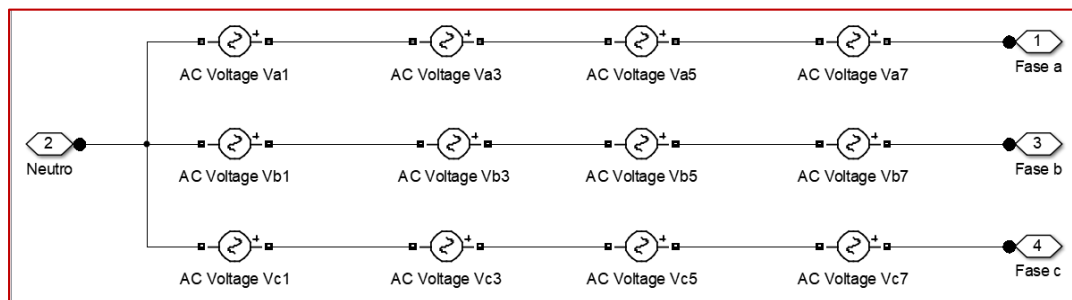 1
AC Voltage Va1 AC Voltage Va3 AC Voltage Va5 AC Voltage Va7 Fase a
2
3
Neutro AC Voltage Vb1 AC Voltage Vb3 AC Voltage Vb5 AC Voltage Vb7 Fase b
4
AC Voltage Vc1 AC Voltage Vc3 AC Voltage Vc5 AC Voltage Vc7 Fase c